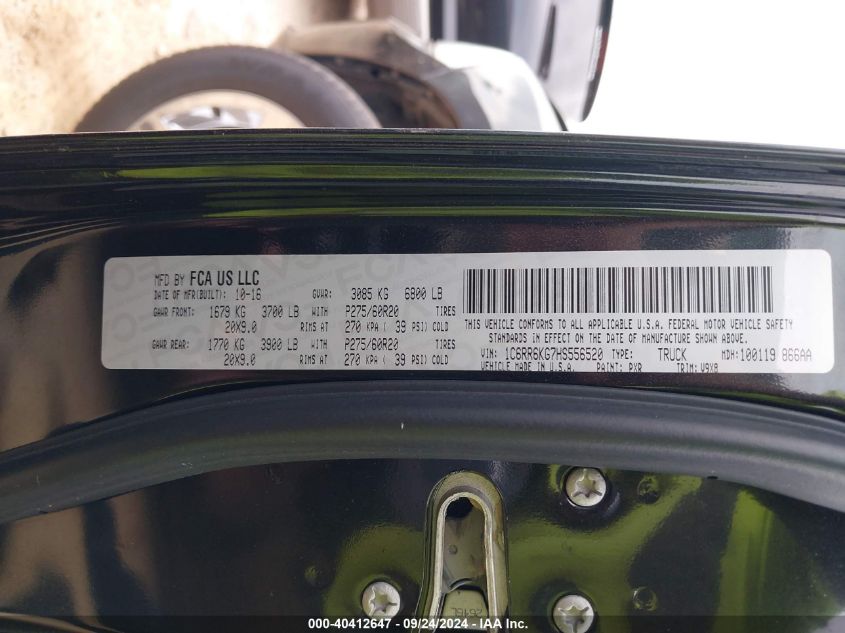 MFD BY FCA US LLC
DATE OF MFR(BUILT): 10-16 GVWR: 3085 KG 6800 LB
GAWR FRONT: 1679 KG 3700 LB WITH P275/60R20 TIRES
20X9.0 RIMS AT 270 KPA ( 39 PSI) COLD
GAWR REAR: 1770 KG 3900 LB WITH P275/60R20 TIRES
20X9.0 RIMS AT 270 KPA ( 39 PSI) COLD
THIS VEHICLE CONFORMS TO ALL APPLICABLE U.S.A. FEDERAL MOTOR VEHICLE SAFETY
STANDARDS IN EFFECT ON THE DATE OF MANUFACTURE SHOWN ABOVE.
VIN: 1C6RR6KG7HS556520 TYPE: TRUCK MDH: 100119 866AA
VEHICLE MADE IN U.S.A. PAINT: PXR TRIM: V9X8
000-40412647 - 09/24/2024 - IAA Inc.